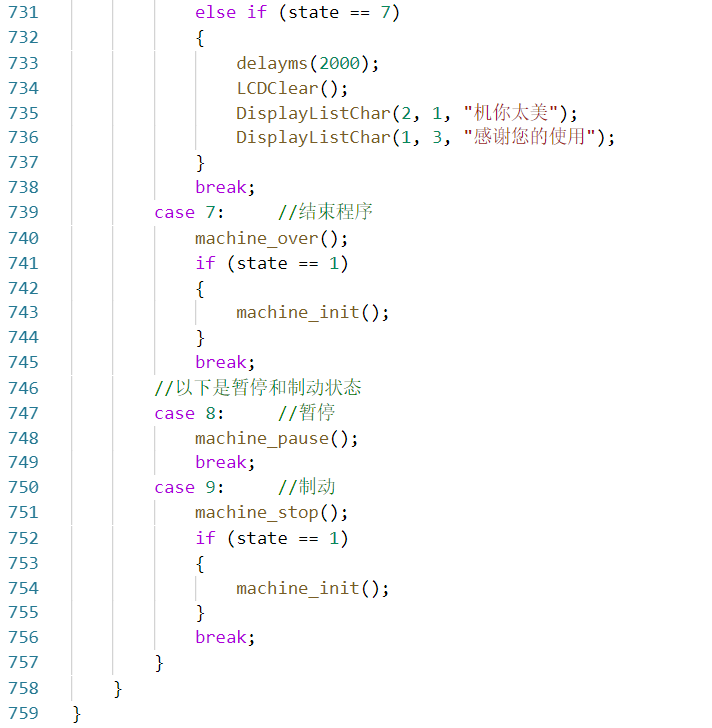 731 else if (state == 7)
732 {
733 delayms(2000);
734 LCDClear();
735 DisplayListChar(2, 1, "机你太美");
736 DisplayListChar(1, 3, "感谢您的使用");
737 }
738 break;
739 case 7: //结束程序
740 machine_over();
741 if (state == 1)
742 {
743 machine_init();
744 }
745 break;
746 //以下是暂停和制动状态
747 case 8: //暂停
748 machine_pause();
749 break;
750 case 9: //制动
751 machine_stop();
752 if (state == 1)
753 {
754 machine_init();
755 }
756 break;
757 }
758 }
759 }